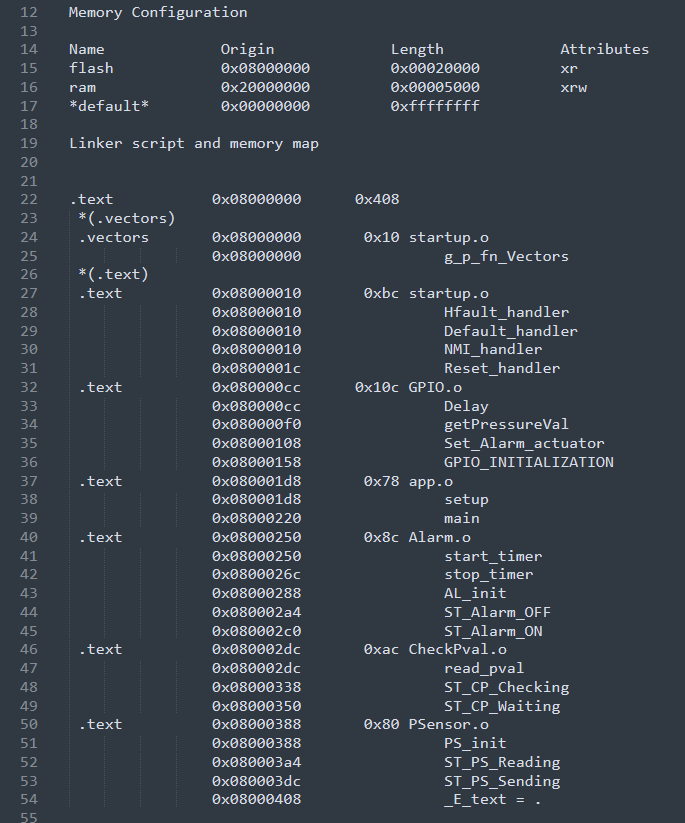 12 Memory Configuration
13
14 Name Origin Length Attributes
15 flash 0x08000000 0x00020000 xr
16 ram 0x20000000 0x00005000 xrw
17 *default* 0x00000000 0xffffffff
18
19 Linker script and memory map
20
21
22 .text 0x08000000 0x408
23 *(.vectors)
24 .vectors 0x08000000 0x10 startup.o
25 0x08000000 g_p_fn_Vectors
26 *(.text)
27 .text 0x08000010 0xbc startup.o
28 0x08000010 Hfault_handler
29 0x08000010 Default_handler
30 0x08000010 NMI_handler
31 0x0800001c Reset_handler
32 .text 0x080000cc 0x10c GPIO.o
33 0x080000cc Delay
34 0x080000f0 getPressureVal
35 0x08000108 Set_Alarm_actuator
36 0x08000158 GPIO_INITIALIZATION
37 .text 0x080001d8 0x78 app.o
38 0x080001d8 setup
39 0x08000220 main
40 .text 0x08000250 0x8c Alarm.o
41 0x08000250 start_timer
42 0x0800026c stop_timer
43 0x08000288 AL_init
44 0x080002a4 ST_Alarm_OFF
45 0x080002c0 ST_Alarm_ON
46 .text 0x080002dc 0xac CheckPval.o
47 0x080002dc read_pval
48 0x08000338 ST_CP_Checking
49 0x08000350 ST_CP_Waiting
50 .text 0x08000388 0x80 PSensor.o
51 0x08000388 PS_init
52 0x080003a4 ST_PS_Reading
53 0x080003dc ST_PS_Sending
54 0x08000408 _E_text = .
55